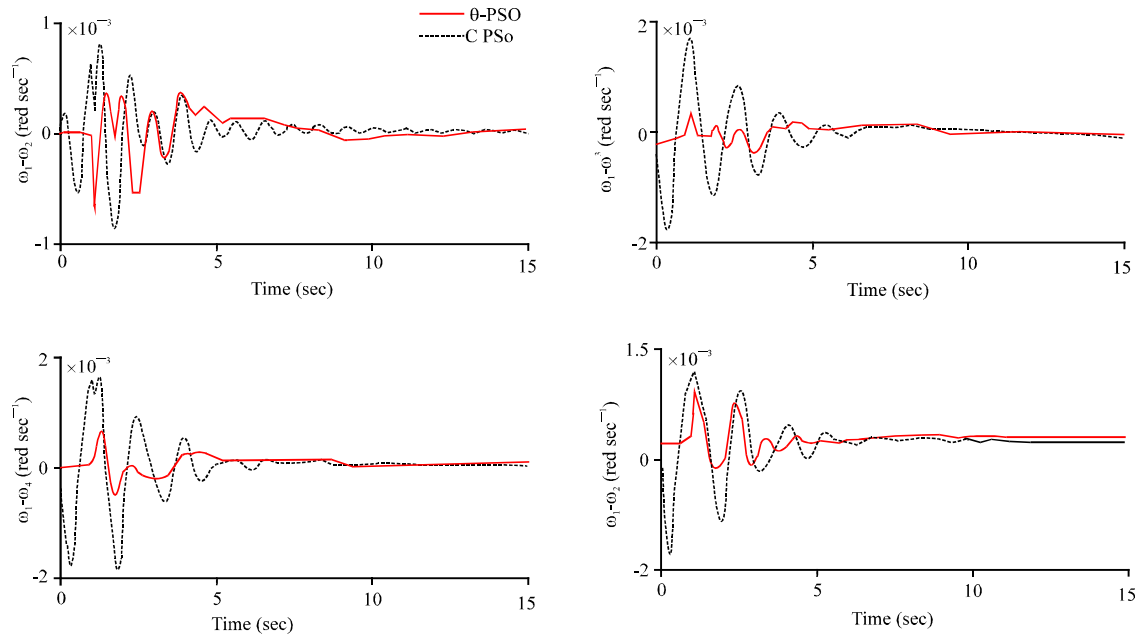 θ-PSO
C PSo
1
×10⁻³
0
-1
ω₁-ω₂ (red sec⁻¹)
0 5 10 15
Time (sec)
2
×10⁻³
0
-2
ω₁-ω³ (red sec⁻¹)
0 5 10 15
Time (sec)
2
×10⁻³
0
-2
ω₁-ω₄ (red sec⁻¹)
0 5 10 15
Time (sec)
1.5
×10⁻³
0
-2
ω₁-ω₂ (red sec⁻¹)
0 5 10 15
Time (sec)